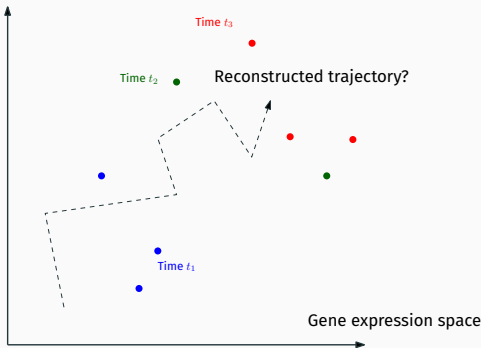 Time t₃
Time t₂
Reconstructed trajectory?
Time t₁
Gene expression space